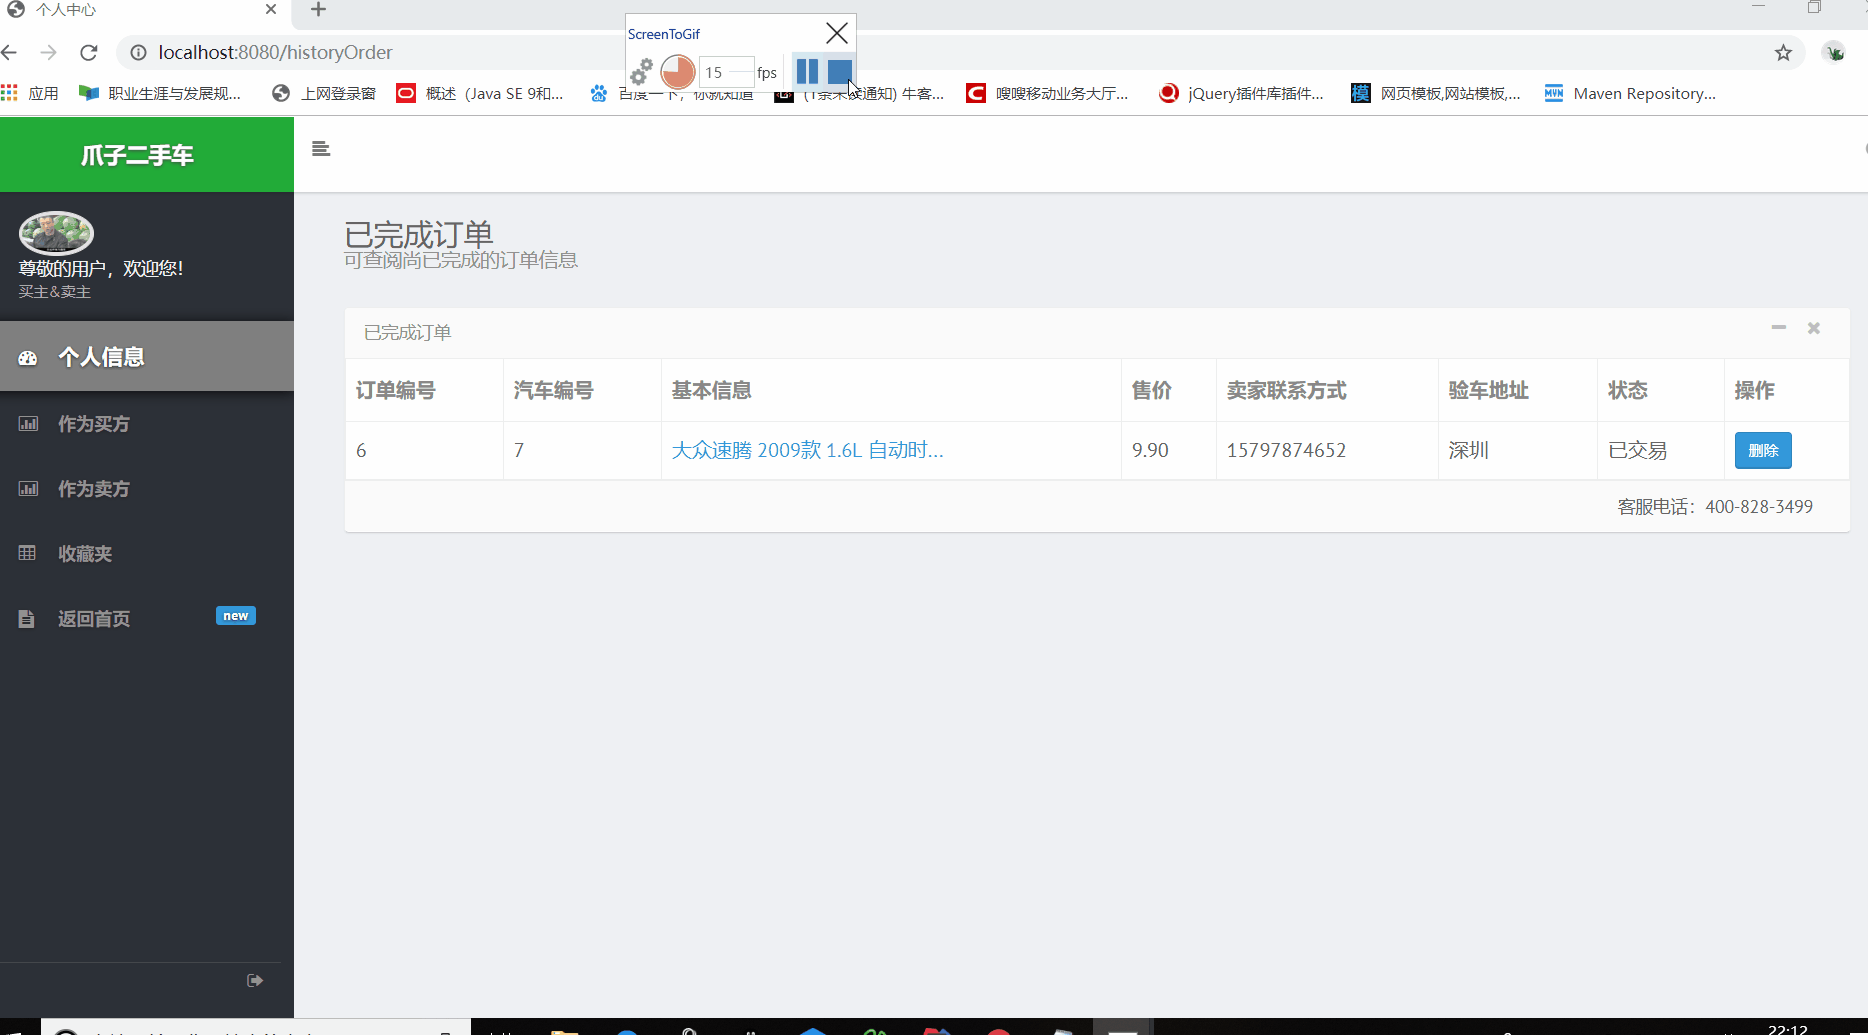 个人中心
ScreenToGif
localhost:8080/historyOrder
15 fps
应用
职业生涯与发展规...
上网登录窗
概述 (Java SE 9和...
百度一下，你就知道
(1条未读通知) 牛客...
嗖嗖移动业务大厅...
jQuery插件库插件...
网页模板,网站模板,...
Maven Repository...
爪子二手车
尊敬的用户，欢迎您!
买主&卖主
个人信息
作为买方
作为卖方
收藏夹
返回首页 new
已完成订单
可查阅尚已完成的订单信息
已完成订单
订单编号 汽车编号 基本信息 售价 卖家联系方式 验车地址 状态 操作
6 7 大众速腾 2009款 1.6L 自动时... 9.90 15797874652 深圳 已交易 删除
客服电话：400-828-3499
22:12